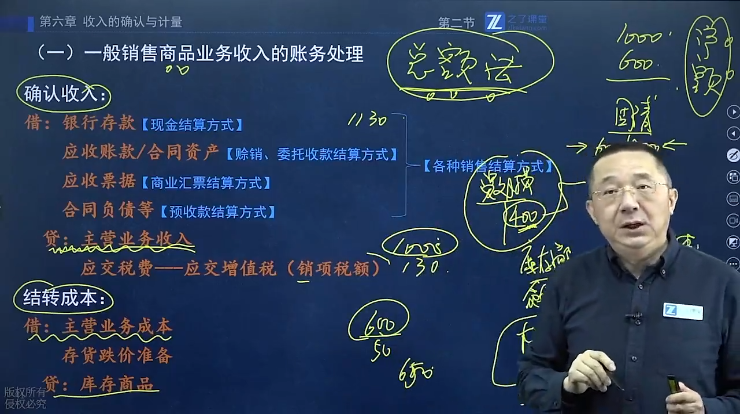 第六章 收入的确认与计量
第二节
之了课堂
(一)一般销售商品业务收入的账务处理
总额法
1000
600
净额
确认收入:
借:银行存款【现金结算方式】
1130
应收账款/合同资产【赊销、委托收款结算方式】
【各种销售结算方式】
应收票据【商业汇票结算方式】
合同负债等【预收款结算方式】
400
贷:主营业务收入
1000
应交税费——应交增值税(销项税额)
130
结转成本:
借:主营业务成本
600
存货跌价准备
50
贷:库存商品
650
版权所有
侵权必究